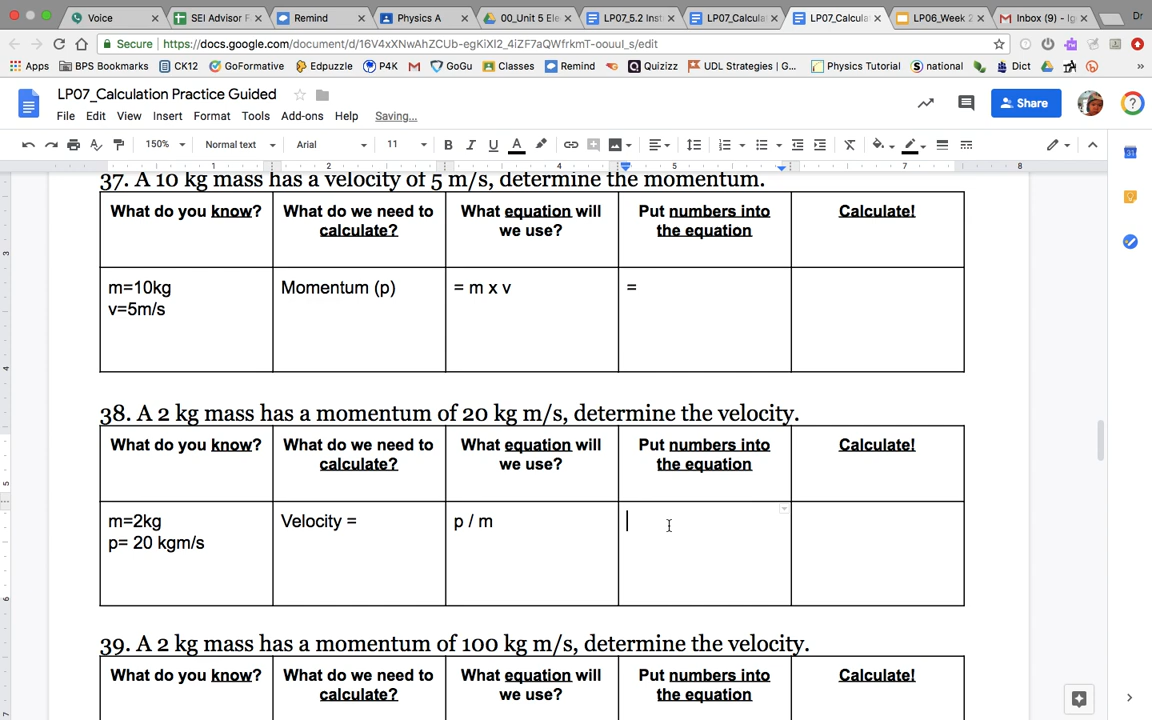 Voice
SEI Advisor F
Remind
Physics A
00_Unit 5 Ele
LP07_5.2 Inst
LP07_Calcula
LP07_Calcula
LP06_Week 2
Inbox (9) - lg
Dr
Secure
https://docs.google.com/document/d/16V4xXNwAhZCUb-egKiXI2_4iZF7aQWfrkmT-oouuI_s/edit
Apps
BPS Bookmarks
CK12
GoFormative
Edpuzzle
P4K
GoGu
Classes
Remind
Quizizz
UDL Strategies | G...
Physics Tutorial
national
Dict
»
LP07_Calculation Practice Guided
File Edit View Insert Format Tools Add-ons Help Saving...
Share
150% Normal text Arial 11
1 2 4 5 7 8
37. A 10 kg mass has a velocity of 5 m/s, determine the momentum.
What do you know?
What do we need to
calculate?
What equation will
we use?
Put numbers into
the equation
Calculate!
m=10kg
v=5m/s
Momentum (p)
= m x v
=
38. A 2 kg mass has a momentum of 20 kg m/s, determine the velocity.
What do you know?
What do we need to
calculate?
What equation will
we use?
Put numbers into
the equation
Calculate!
m=2kg
p= 20 kgm/s
Velocity =
p / m
39. A 2 kg mass has a momentum of 100 kg m/s, determine the velocity.
What do you know?
What do we need to
calculate?
What equation will
we use?
Put numbers into
the equation
Calculate!